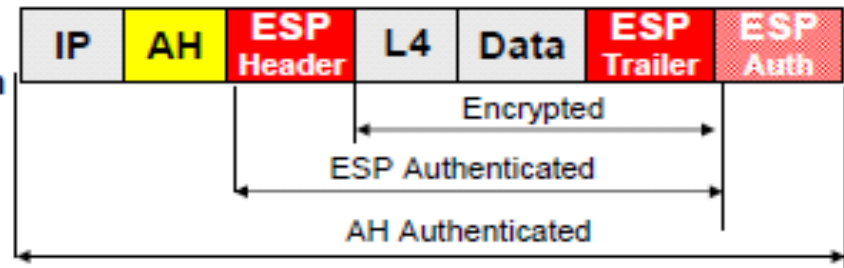 IP AH ESP Header L4 Data ESP Trailer ESP Auth
n
Encrypted
ESP Authenticated
AH Authenticated